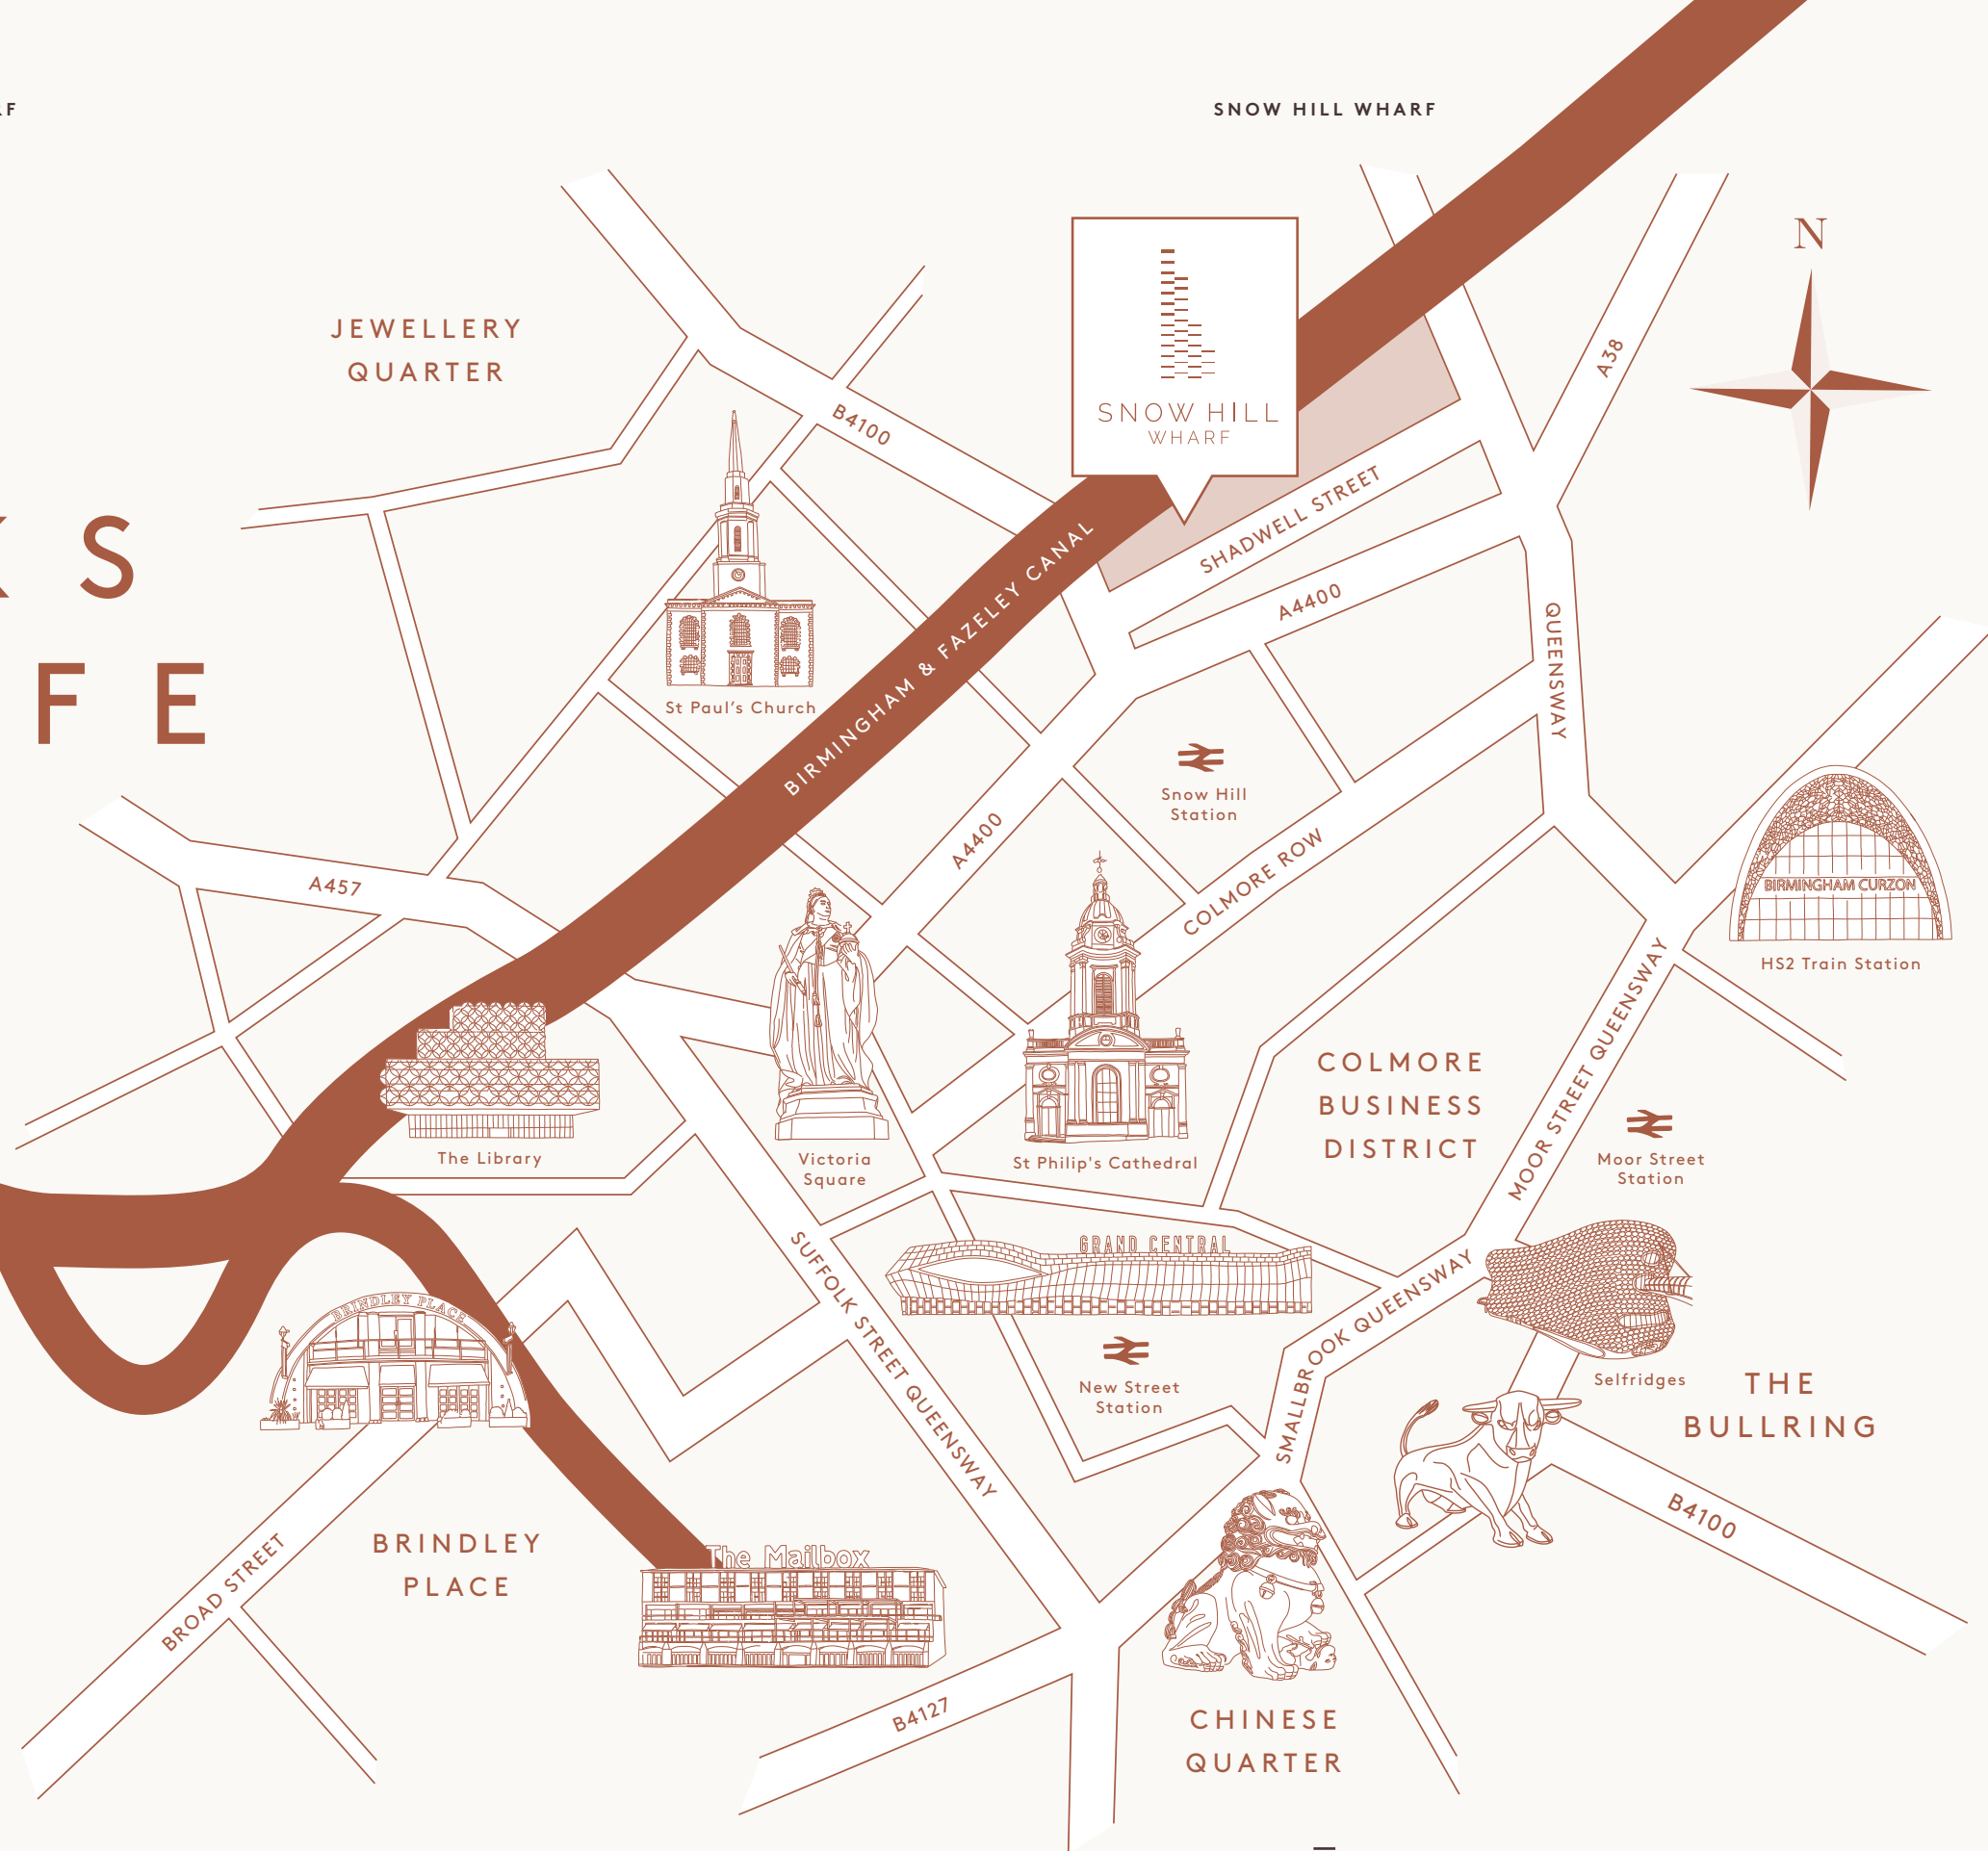 RF
SNOW HILL WHARF
N
JEWELLERY
QUARTER
A38
B4100
SNOW HILL
WHARF
SHADWELL STREET
KS
FE
A4400
QUEENSWAY
BIRMINGHAM & FAZELEY CANAL
St Paul's Church
Snow Hill
Station
A4400
COLMORE ROW
A457
BIRMINGHAM CURZON
HS2 Train Station
MOOR STREET QUEENSWAY
COLMORE
BUSINESS
DISTRICT
The Library
Victoria
Square
St Philip's Cathedral
Moor Street
Station
GRAND CENTRAL
SUFFOLK STREET QUEENSWAY
SMALLBROOK QUEENSWAY
BRINDLEY PLACE
New Street
Station
Selfridges
THE
BULLRING
B4100
BRINDLEY
PLACE
BROAD STREET
The Mailbox
B4127
CHINESE
QUARTER